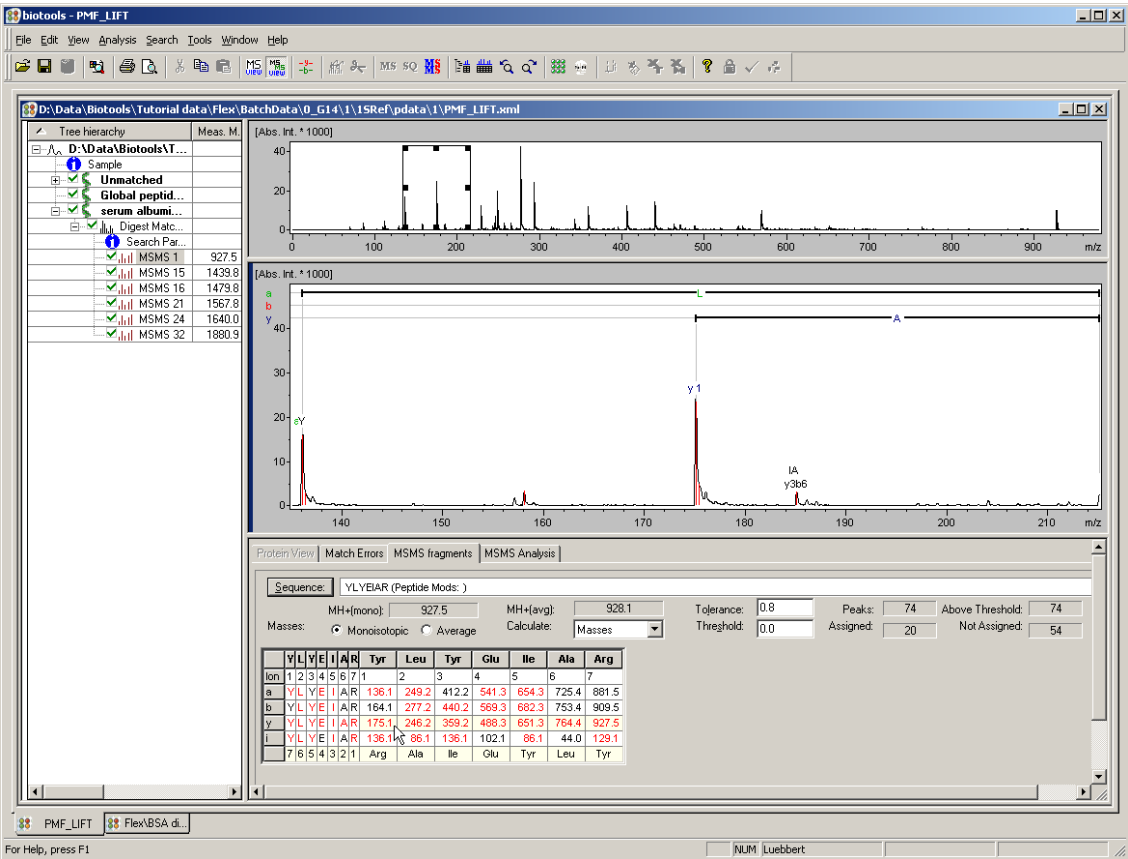 biotools - PMF_LIFT
File Edit View Analysis Search Tools Window Help
MS VIEW MS/MS VIEW MS SQ MS
D:\Data\Biotools\Tutorial data\Flex\BatchData\0_G14\1\1SRef\pdata\1\PMF_LIFT.xml
Tree hierarchy Meas. M.
D:\Data\Biotools\T...
Sample
Unmatched
Global peptid...
serum albumi...
Digest Matc...
Search Par...
MSMS 1 927.5
MSMS 15 1439.8
MSMS 16 1479.8
MSMS 21 1567.8
MSMS 24 1640.0
MSMS 32 1880.9
[Abs. Int. * 1000]
40
20
0
0 100 200 300 400 500 600 700 800 900 m/z
[Abs. Int. * 1000]
a L
b
y A
40
30
20
10
0
y 1
aY
IA
y3b6
140 150 160 170 180 190 200 210 m/z
Protein View Match Errors MSMS fragments MSMS Analysis
Sequence: YLYEIAR (Peptide Mods: )
MH+(mono): 927.5 MH+(avg): 928.1 Tolerance: 0.8 Peaks: 74 Above Threshold: 74
Masses: Monoisotopic Average Calculate: Masses Threshold: 0.0 Assigned: 20 Not Assigned: 54
Y L Y E I A R Tyr Leu Tyr Glu Ile Ala Arg
Ion 1 2 3 4 5 6 7 1 2 3 4 5 6 7
a Y L Y E I A R 136.1 249.2 412.2 541.3 654.3 725.4 881.5
b Y L Y E I A R 164.1 277.2 440.2 569.3 682.3 753.4 909.5
y Y L Y E I A R 175.1 246.2 359.2 488.3 651.3 764.4 927.5
i Y L Y E I A R 136.1 86.1 136.1 102.1 86.1 44.0 129.1
7 6 5 4 3 2 1 Arg Ala Ile Glu Tyr Leu Tyr
PMF_LIFT Flex\BSA di...
For Help, press F1 NUM Luebbert